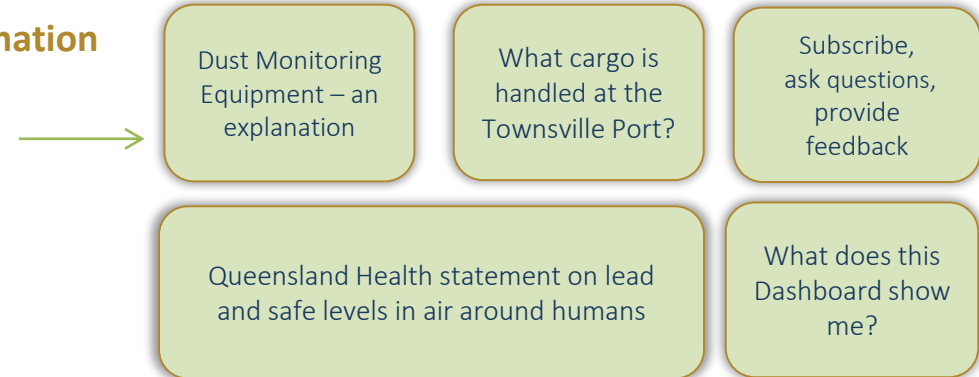 Dust Monitoring
Equipment – an
explanation
What cargo is
handled at the
Townsville Port?
Subscribe,
ask questions,
provide
feedback
Queensland Health statement on lead
and safe levels in air around humans
What does this
Dashboard show
me?